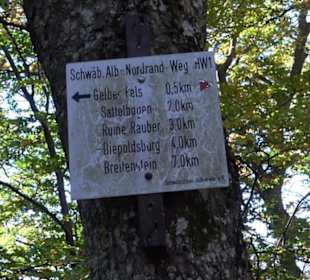 Schwäb. Alb-Nordrand-Weg HW1
Gelber Fels 0,5km
Sattelbogen 2,0km
Ruine Rauber 3,0km
Diepoldsburg 4,0km
Breitenstein 7,0km